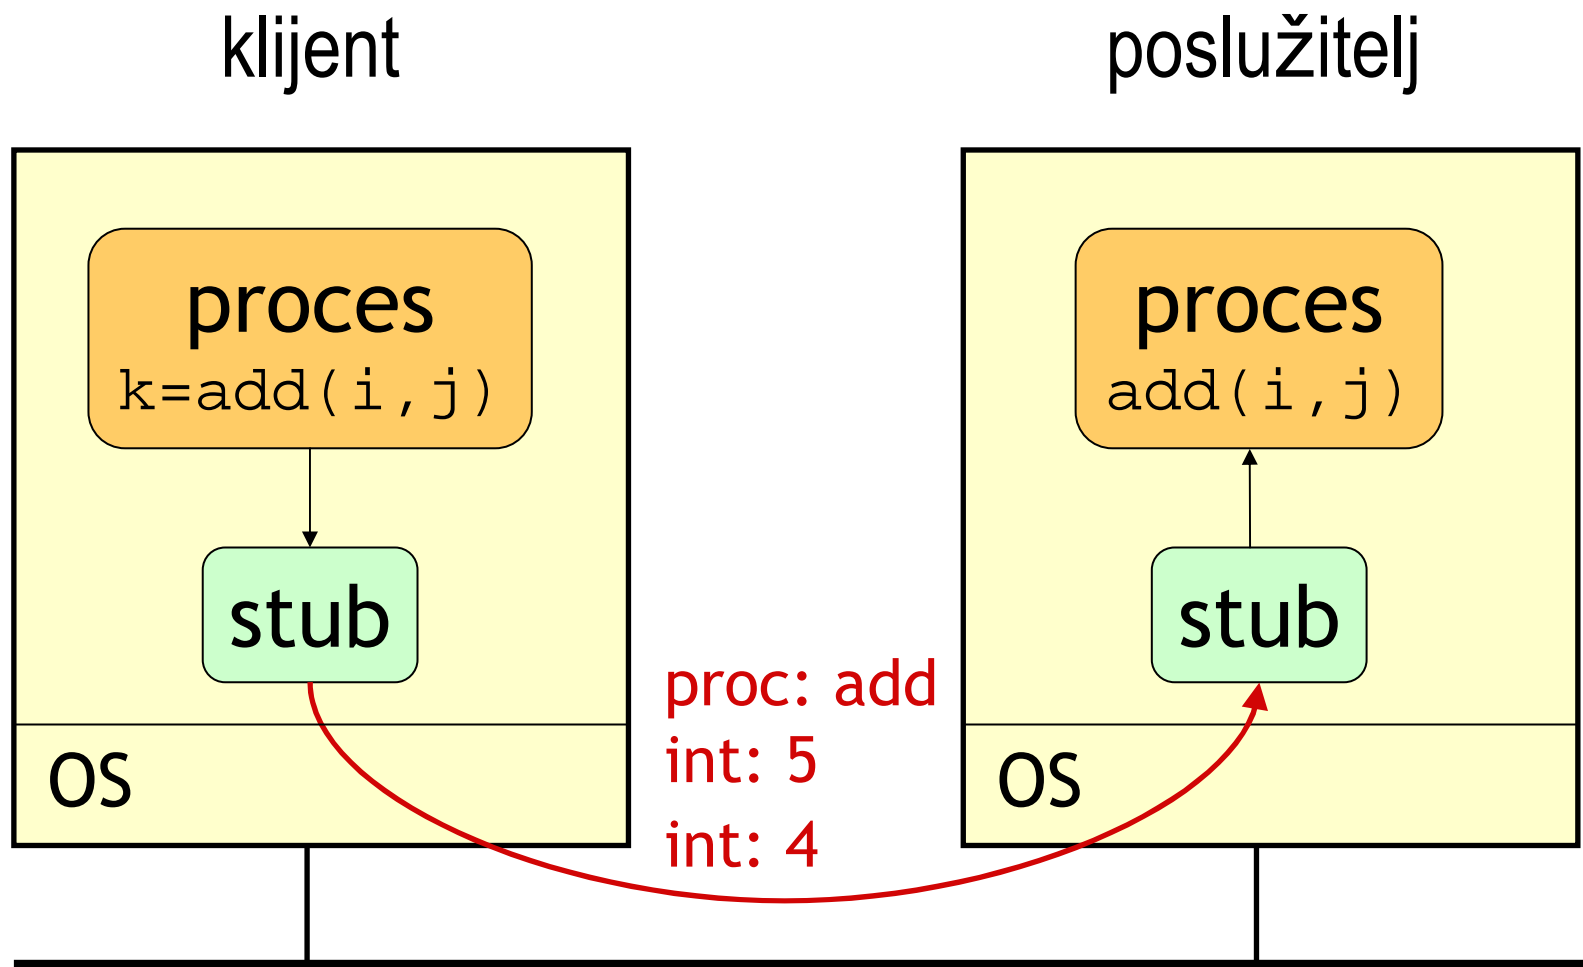 klijent
poslužitelj
proces
k=add(i,j)
proces
add(i,j)
stub
stub
proc: add
int: 5
int: 4
OS
OS